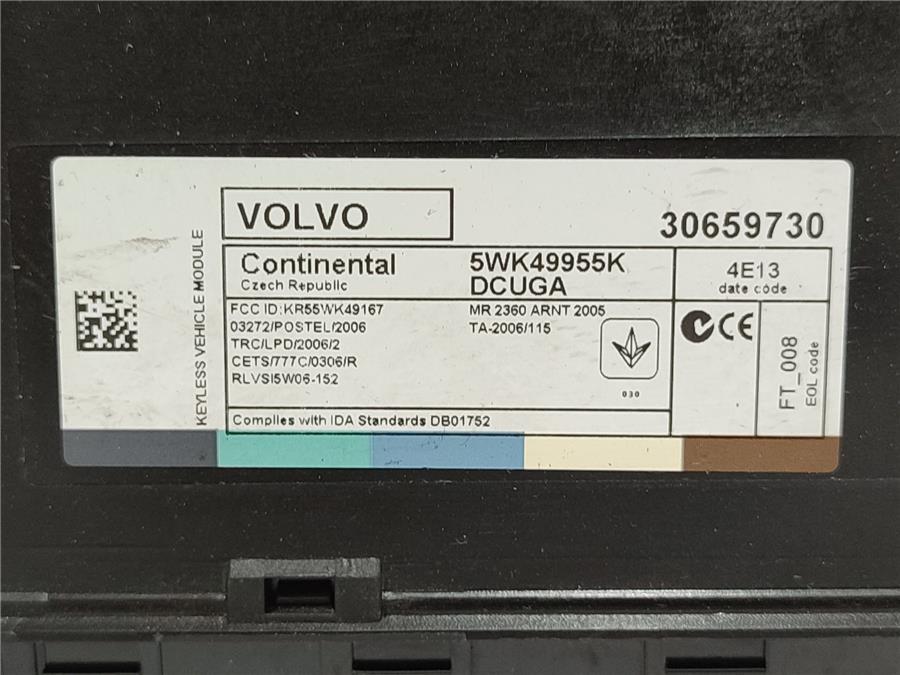 VOLVO
30659730
KEYLESS VEHICLE MODULE
Continental
Czech Republic
5WK49955K
DCUGA
4E13
date code
FCC ID:KR55WK49167
03272/POSTEL/2006
TRC/LPD/2006/2
CETS/777C/0306/R
RLVSI5W06-152
MR 2360 ARNT 2005
TA-2006/115
030
CE
FT_008
EOL code
Complies with IDA Standards DB01752